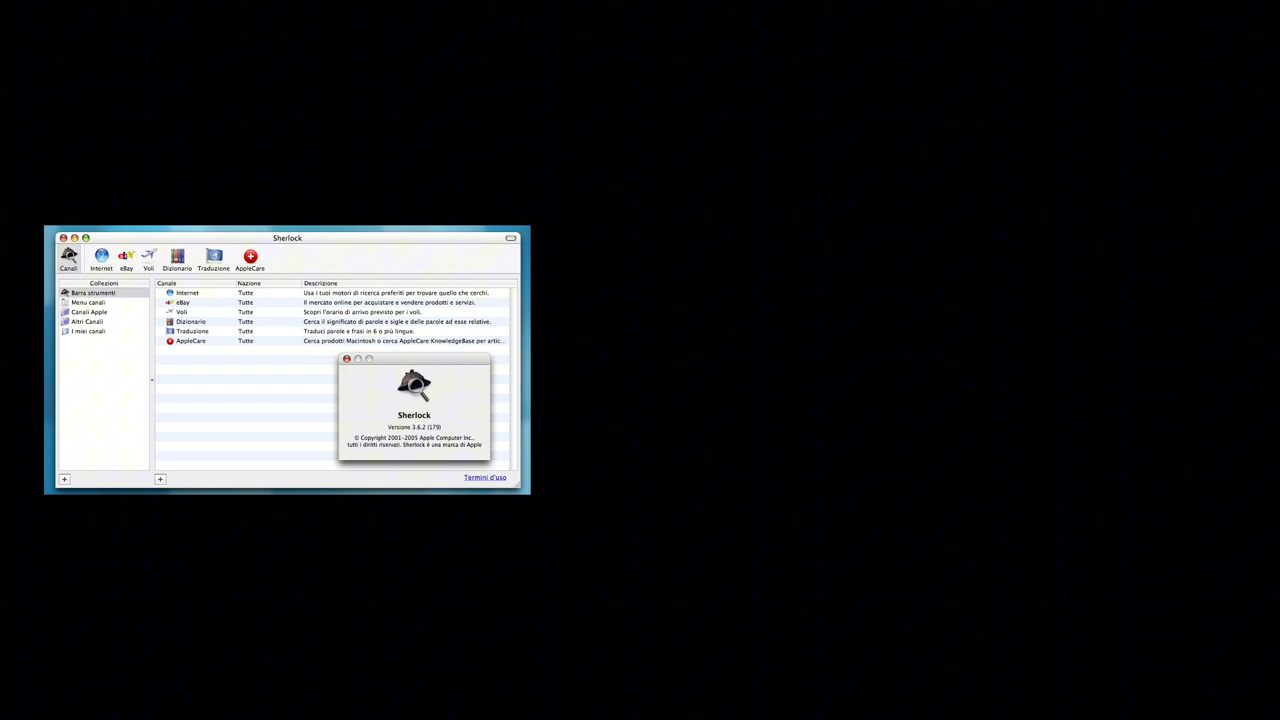 Sherlock
Canali Internet eBay Voli Dizionario Traduzione AppleCare
Collezioni
Barra strumenti
Menu canali
Canali Apple
Altri Canali
I miei canali
Canale Nazione Descrizione
Internet Tutte Usa i tuoi motori di ricerca preferiti per trovare quello che cerchi.
eBay Tutte Il mercato online per acquistare e vendere prodotti e servizi.
Voli Tutte Scopri l'orario di arrivo previsto per i voli.
Dizionario Tutte Cerca il significato di parole e sigle e delle parole ad esse relative.
Traduzione Tutte Traduci parole e frasi in 6 o più lingue.
AppleCare Tutte Cerca prodotti Macintosh o cerca AppleCare KnowledgeBase per artic...
Sherlock
Versione 3.6.2 (179)
© Copyright 2001-2005 Apple Computer Inc.,
tutti i diritti riservati. Sherlock è una marca di Apple
Termini d'uso